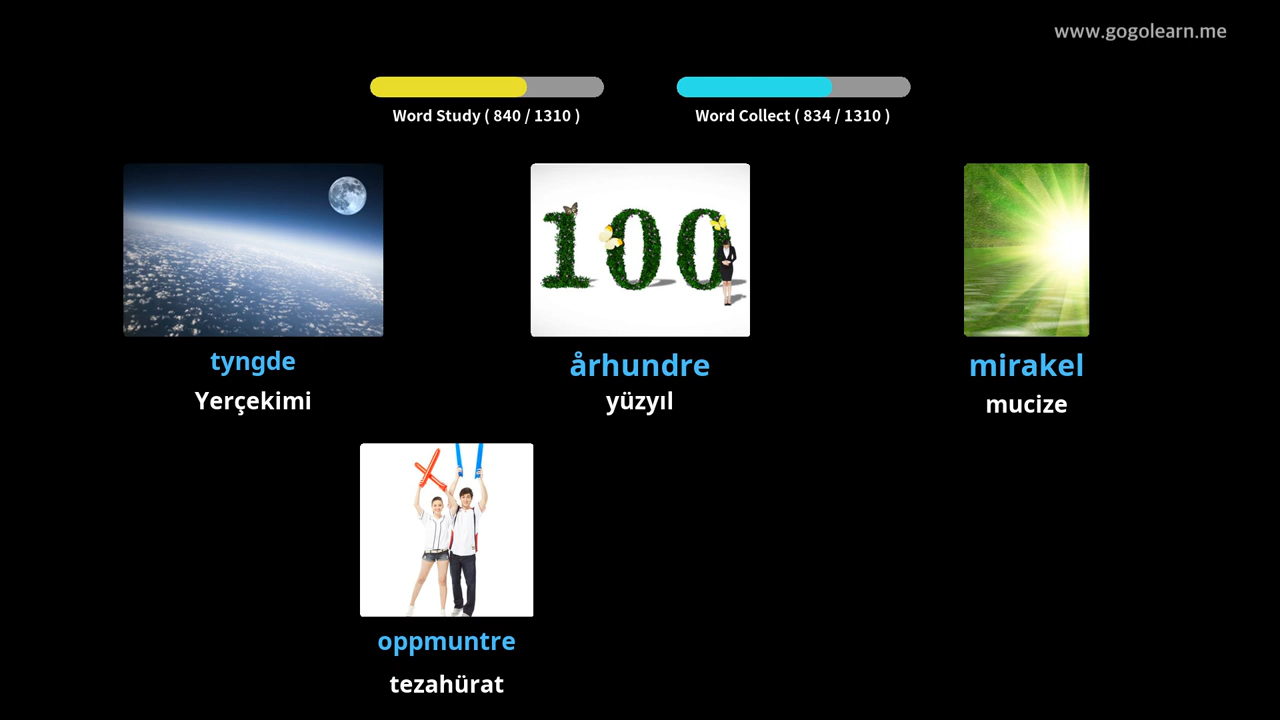 www.gogolearn.me
Word Study ( 840 / 1310 )
Word Collect ( 834 / 1310 )
100
tyngde
Yerçekimi
århundre
yüzyıl
mirakel
mucize
oppmuntre
tezahürat